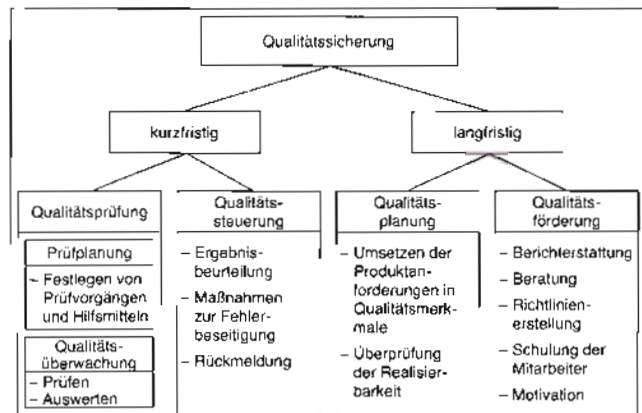 Qualitätssicherung
kurzfristig
langfristig
Qualitätsprüfung
Prüfplanung
– Festlegen von
Prüfvorgängen
und Hilfsmitteln
Qualitäts-
überwachung
– Prüfen
– Auswerten
Qualitäts-
steuerung
– Ergebnis-
beurteilung
– Maßnahmen
zur Fehler-
beseitigung
– Rückmeldung
Qualitäts-
planung
– Umsetzen der
Produktan-
forderungen in
Qualitätsmerk-
male
– Überprüfung
der Realisier-
barkeit
Qualitäts-
förderung
– Berichterstattung
– Beratung
– Richtlinien-
erstellung
– Schulung der
Mitarbeiter
– Motivation